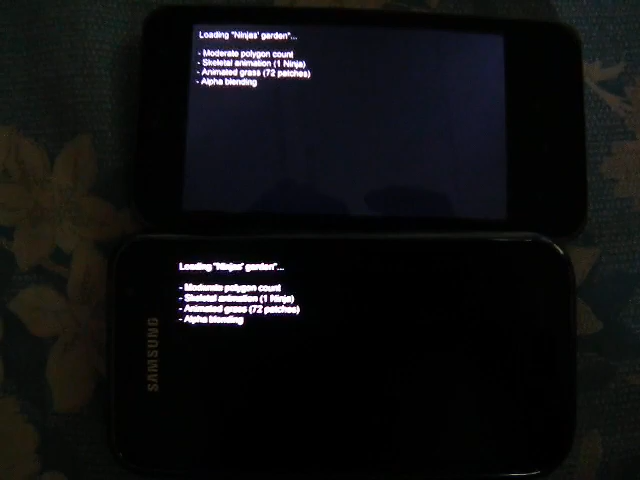 Loading "Ninjas' garden"...
- Moderate polygon count
- Skeletal animation (1 Ninja)
- Animated grass (72 patches)
- Alpha blending
Loading "Ninjas' garden"...
- Moderate polygon count
- Skeletal animation (1 Ninja)
- Animated grass (72 patches)
- Alpha blending
SAMSUNG